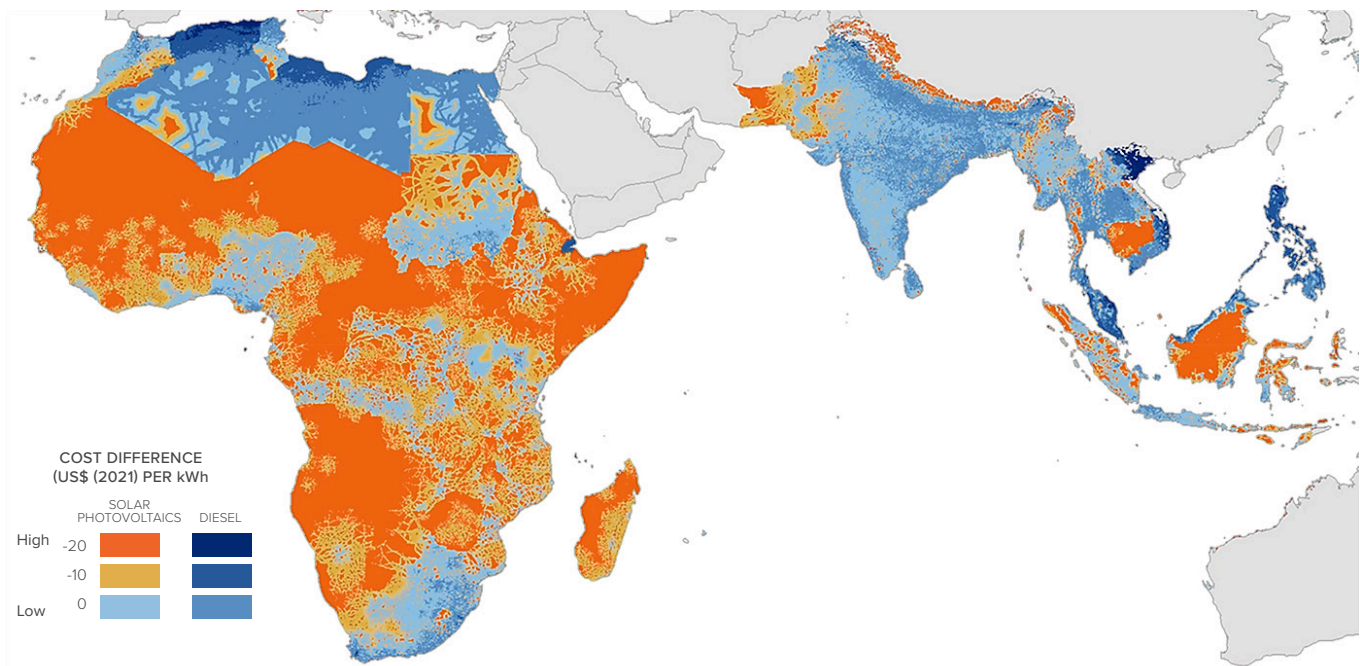 COST DIFFERENCE
(US$ (2021) PER kWh
SOLAR
PHOTOVOLTAICS
DIESEL
High
-20
-10
0
Low